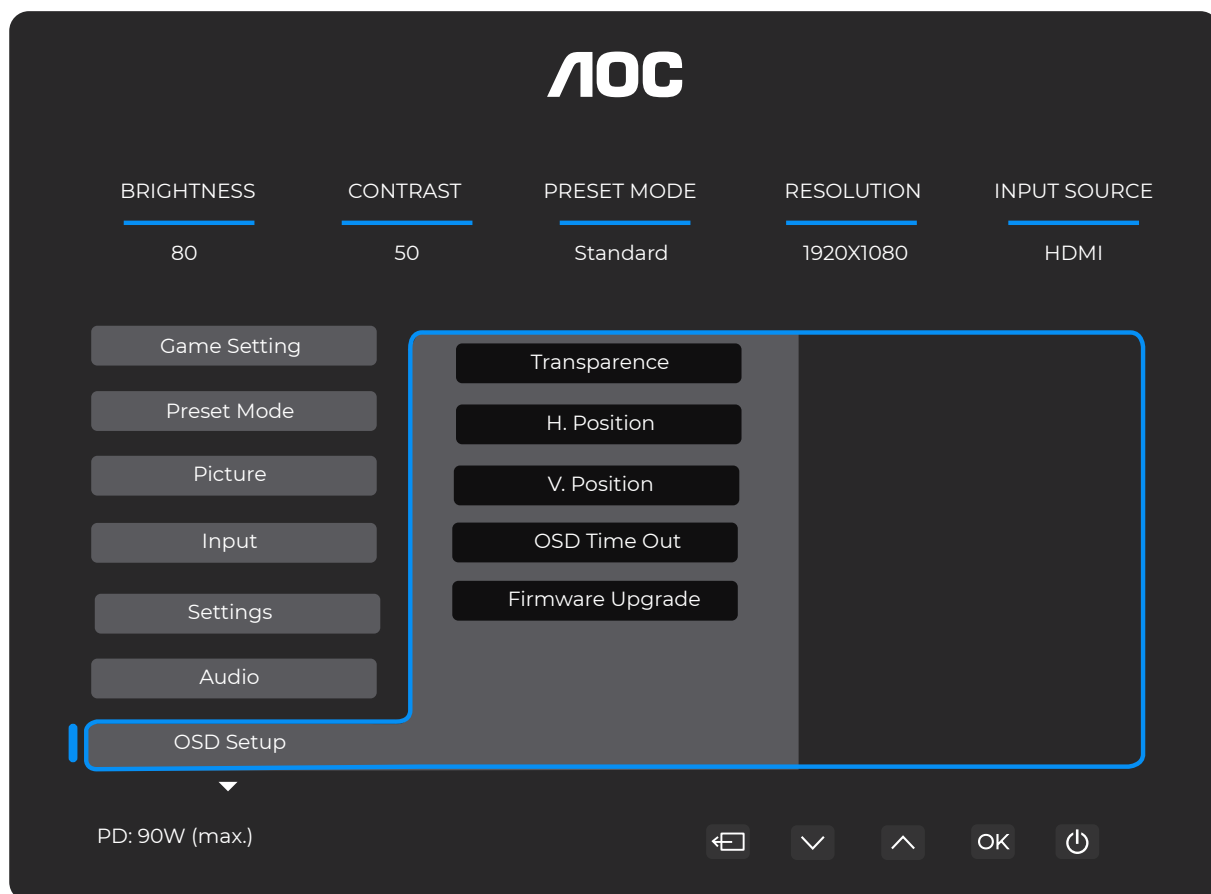 AOC
BRIGHTNESS CONTRAST PRESET MODE RESOLUTION INPUT SOURCE
80 50 Standard 1920X1080 HDMI
Game Setting
Preset Mode
Picture
Input
Settings
Audio
OSD Setup
Transparence
H. Position
V. Position
OSD Time Out
Firmware Upgrade
PD: 90W (max.)
OK